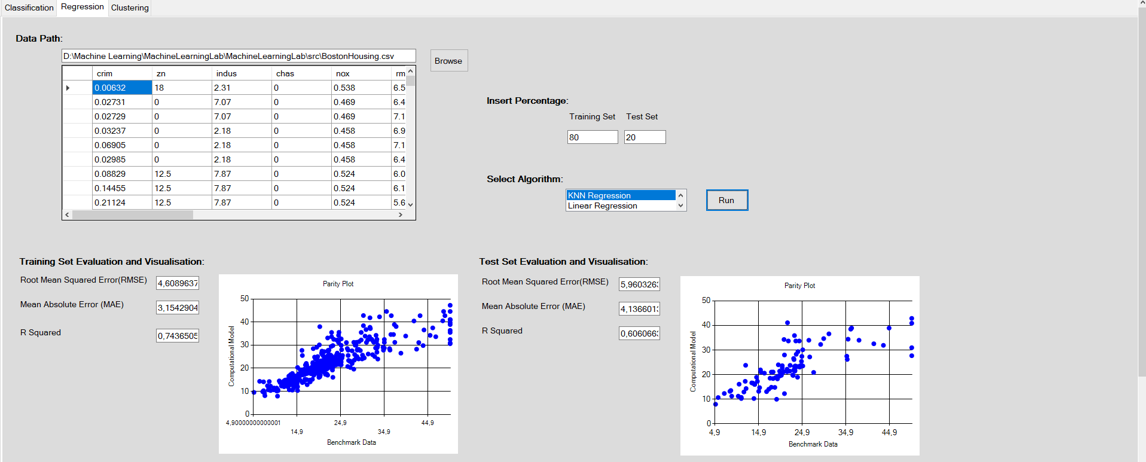 Classification Regression Clustering
Data Path:
D:\Machine Learning\MachineLearningLab\MachineLearningLab\src\BostonHousing.csv
Browse
crim zn indus chas nox rm
0.00632 18 2.31 0 0.538 6.5
0.02731 0 7.07 0 0.469 6.4
0.02729 0 7.07 0 0.469 7.1
0.03237 0 2.18 0 0.458 6.9
0.06905 0 2.18 0 0.458 7.1
0.02985 0 2.18 0 0.458 6.4
0.08829 12.5 7.87 0 0.524 6.0
0.14455 12.5 7.87 0 0.524 6.1
0.21124 12.5 7.87 0 0.524 5.6
Insert Percentage:
Training Set Test Set
80 20
Select Algorithm:
KNN Regression
Linear Regression
Run
Training Set Evaluation and Visualisation:
Root Mean Squared Error(RMSE) 4,6089637
Mean Absolute Error (MAE) 3,1542904
R Squared 0,7436505
Parity Plot
Computational Model
50
40
30
20
10
0
4,90000000000001 14,9 24,9 34,9 44,9
Benchmark Data
Test Set Evaluation and Visualisation:
Root Mean Squared Error(RMSE) 5,9603263
Mean Absolute Error (MAE) 4,1366013
R Squared 0,6060663
Parity Plot
Computational Model
50
40
30
20
10
0
4,9 14,9 24,9 34,9 44,9
Benchmark Data